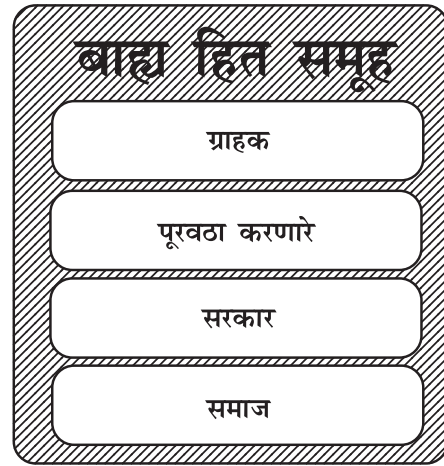 बाह्य हित समूह
ग्राहक
पूरवठा करणारे
सरकार
समाज